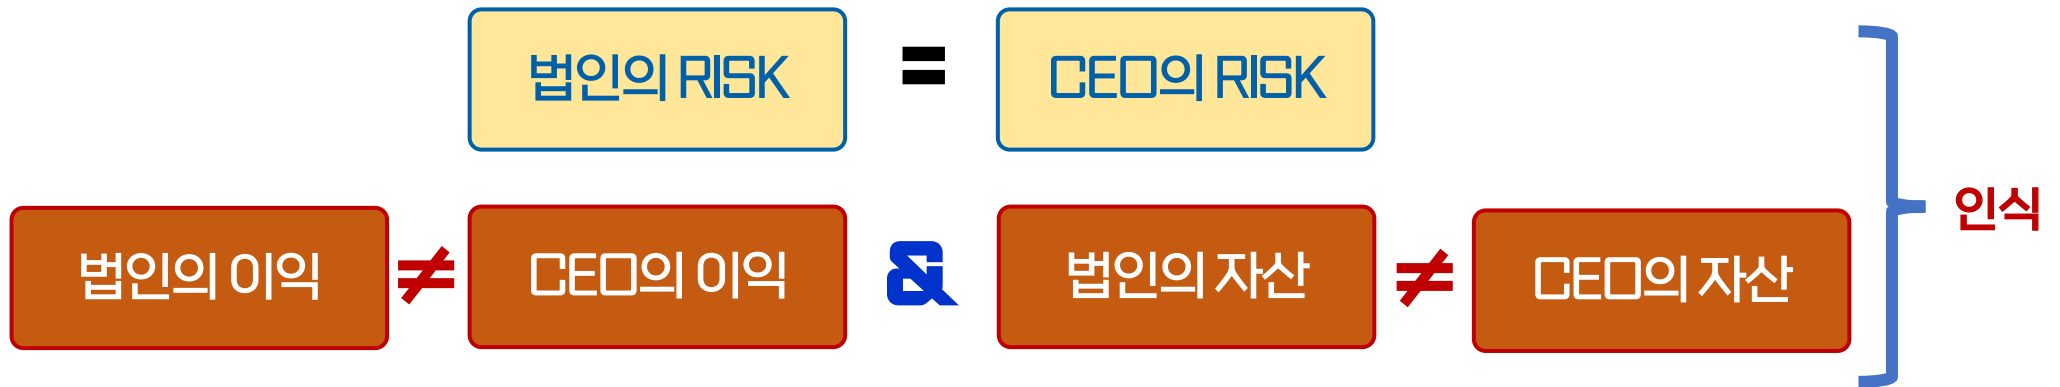 법인의 RISK = CEO의 RISK
법인의 이익 ≠ CEO의 이익 & 법인의 자산 ≠ CEO의 자산
인식